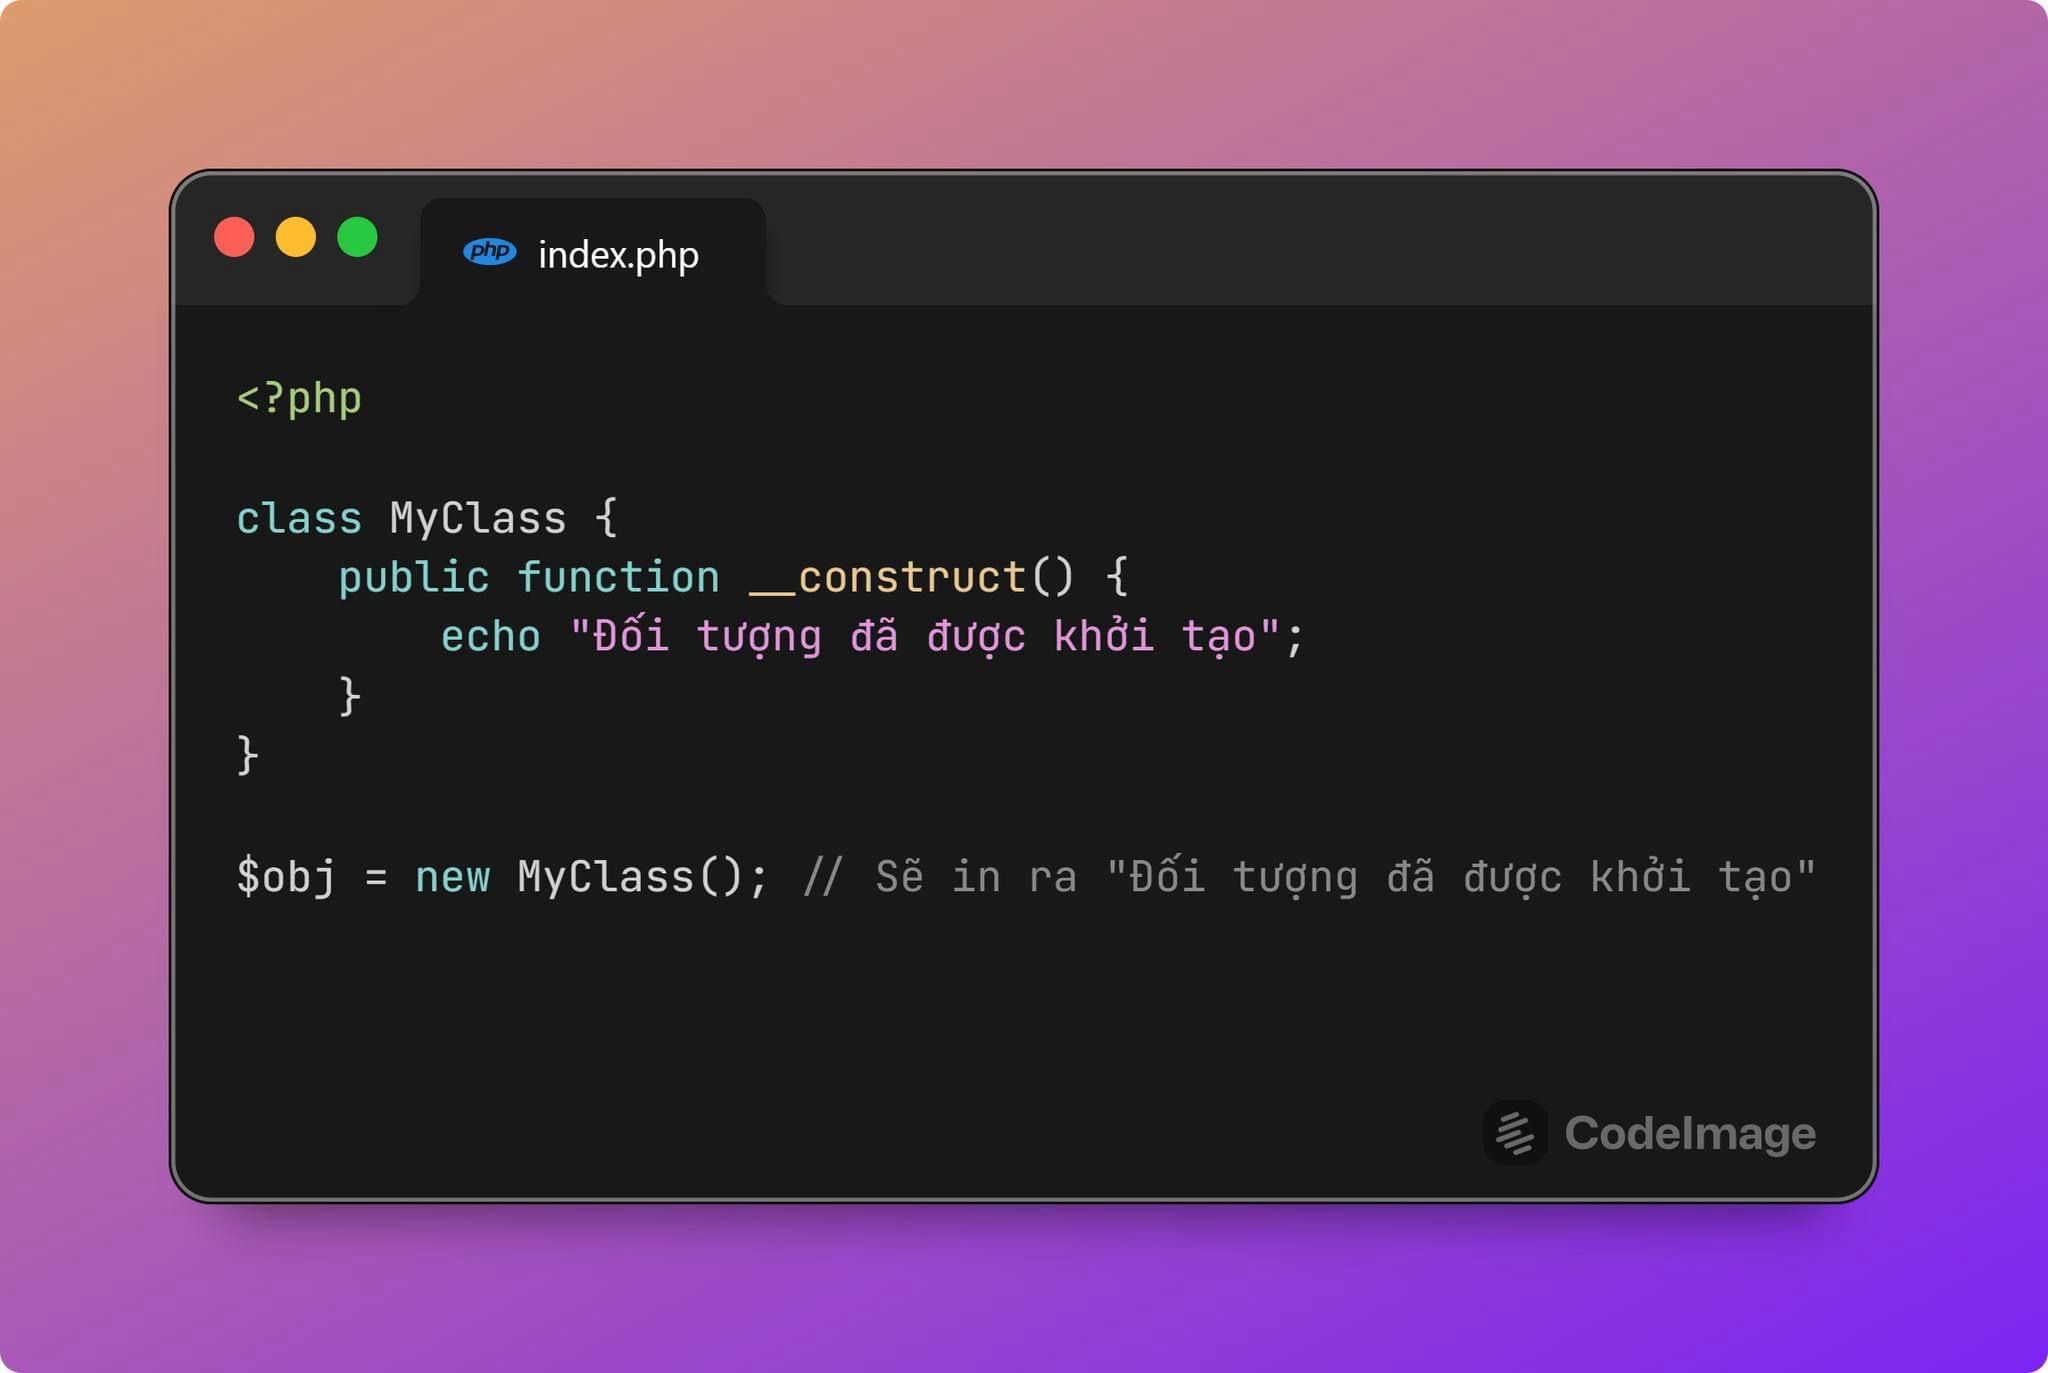 php index.php
<?php
class MyClass {
    public function __construct() {
        echo "Đối tượng đã được khởi tạo";
    }
}
$obj = new MyClass(); // Sẽ in ra "Đối tượng đã được khởi tạo"
CodeImage